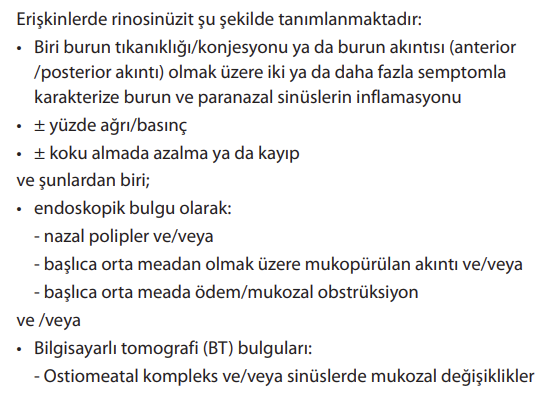 Erişkinlerde rinosinüzit şu şekilde tanımlanmaktadır:
• Biri burun tıkanıklığı/konjesyonu ya da burun akıntısı (anterior
/posterior akıntı) olmak üzere iki ya da daha fazla semptomla
karakterize burun ve paranazal sinüslerin inflamasyonu
• ± yüzde ağrı/basınç
• ± koku almada azalma ya da kayıp
ve şunlardan biri;
• endoskopik bulgu olarak:
- nazal polipler ve/veya
- başlıca orta meadan olmak üzere mukopürülan akıntı ve/veya
- başlıca orta meada ödem/mukozal obstrüksiyon
ve /veya
• Bilgisayarlı tomografi (BT) bulguları:
- Ostiomeatal kompleks ve/veya sinüslerde mukozal değişiklikler